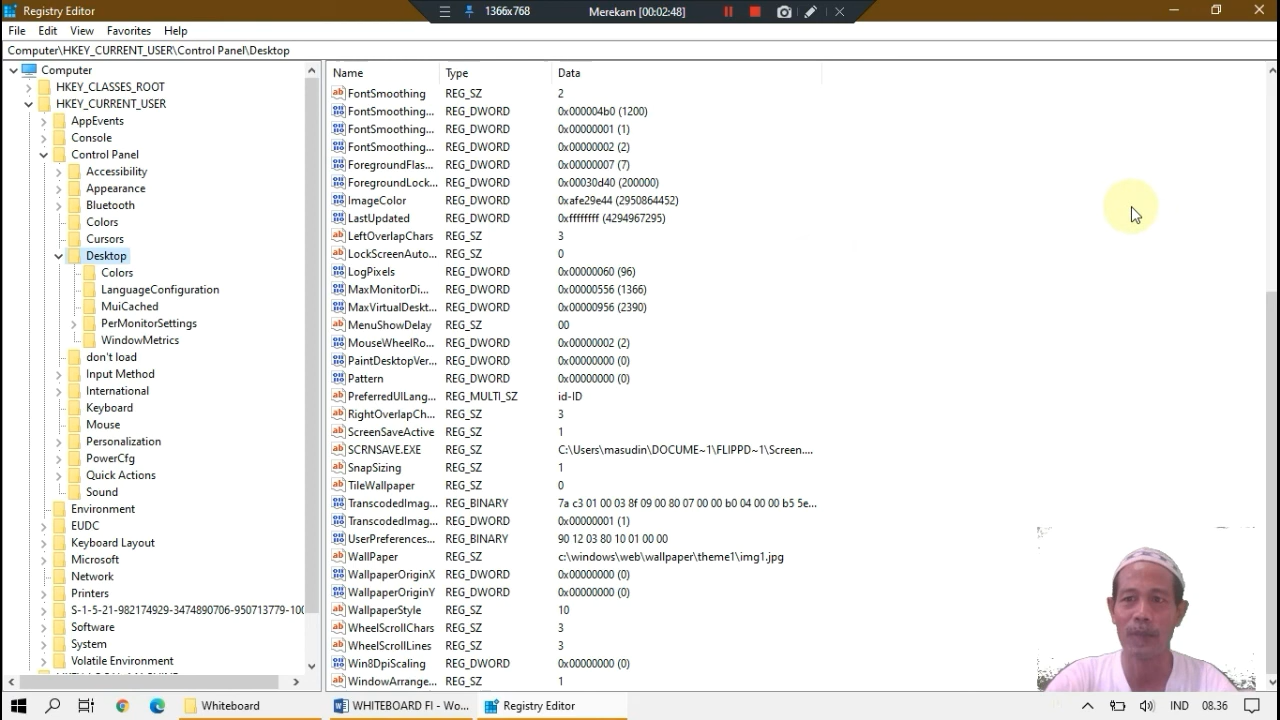 Registry Editor
1366x768
Merekam (00:02:48)
File Edit View Favorites Help
Computer\HKEY_CURRENT_USER\Control Panel\Desktop
Computer
HKEY_CLASSES_ROOT
HKEY_CURRENT_USER
AppEvents
Console
Control Panel
Accessibility
Appearance
Bluetooth
Colors
Cursors
Desktop
Colors
LanguageConfiguration
MuiCached
PerMonitorSettings
WindowMetrics
don't load
Input Method
International
Keyboard
Mouse
Personalization
PowerCfg
Quick Actions
Sound
Environment
EUDC
Keyboard Layout
Microsoft
Network
Printers
S-1-5-21-982174929-3474890706-950713779-100
Software
System
Volatile Environment
Name Type Data
FontSmoothing REG_SZ 2
FontSmoothing... REG_DWORD 0x000004b0 (1200)
FontSmoothing... REG_DWORD 0x00000001 (1)
FontSmoothing... REG_DWORD 0x00000002 (2)
ForegroundFlas... REG_DWORD 0x00000007 (7)
ForegroundLock... REG_DWORD 0x00030d40 (200000)
ImageColor REG_DWORD 0xafe29e44 (2950864452)
LastUpdated REG_DWORD 0xffffffff (4294967295)
LeftOverlapChars REG_SZ 3
LockScreenAuto... REG_SZ 0
LogPixels REG_DWORD 0x00000060 (96)
MaxMonitorDi... REG_DWORD 0x00000556 (1366)
MaxVirtualDeskt... REG_DWORD 0x00000956 (2390)
MenuShowDelay REG_SZ 00
MouseWheelRo... REG_DWORD 0x00000002 (2)
PaintDesktopVer... REG_DWORD 0x00000000 (0)
Pattern REG_DWORD 0x00000000 (0)
PreferredUILang... REG_MULTI_SZ id-ID
RightOverlapCh... REG_SZ 3
ScreenSaveActive REG_SZ 1
SCRNSAVE.EXE REG_SZ C:\Users\masudin\DOCUME~1\FLIPPD~1\Screen....
SnapSizing REG_SZ 1
TileWallpaper REG_SZ 0
TranscodedImag... REG_BINARY 7a c3 01 00 03 8f 09 00 80 07 00 00 b0 04 00 00 b5 5e...
TranscodedImag... REG_DWORD 0x00000001 (1)
UserPreferences... REG_BINARY 90 12 03 80 10 01 00 00
WallPaper REG_SZ c:\windows\web\wallpaper\theme1\img1.jpg
WallpaperOriginX REG_DWORD 0x00000000 (0)
WallpaperOriginY REG_DWORD 0x00000000 (0)
WallpaperStyle REG_SZ 10
WheelScrollChars REG_SZ 3
WheelScrollLines REG_SZ 3
Win8DpiScaling REG_DWORD 0x00000000 (0)
WindowArrange... REG_SZ 1
Whiteboard
WHITEBOARD FI - Wo...
Registry Editor
IND
08.36